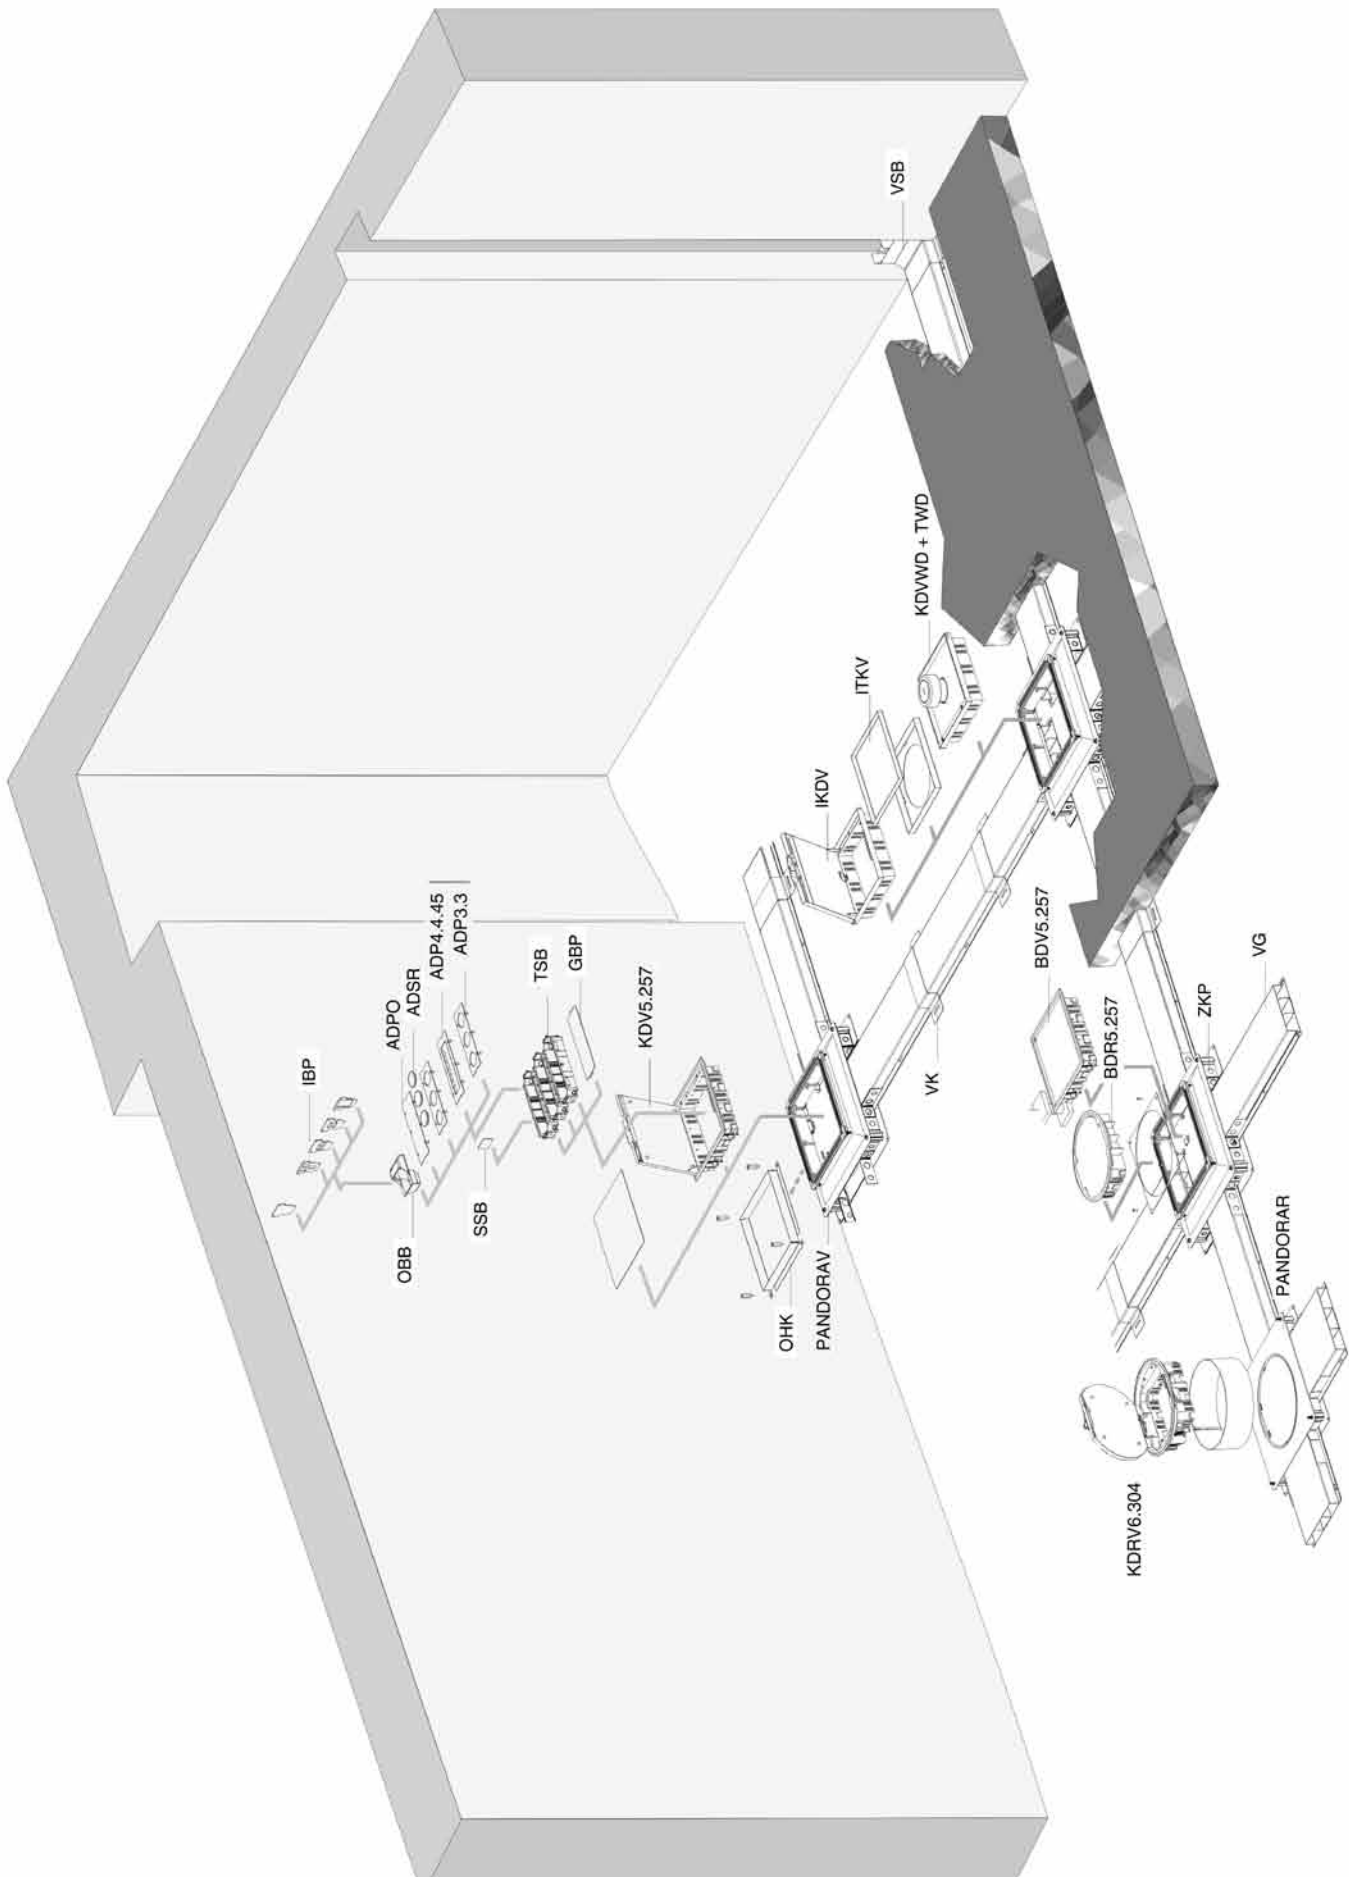 VSB
KDVWD + TWD
ITKV
IKDV
ADP4.4.45
ADP3.3
ADPO
ADSR
IBP
TSB
GBP
KDV5.257
OBB
SSB
OHK
PANDORAV
VK
BDV5.257
BDR5.257
ZKP
VG
PANDORAR
KDRV6.304